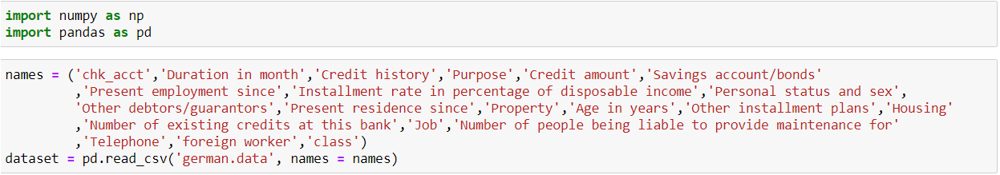 import numpy as np
import pandas as pd
names = ('chk_acct','Duration in month','Credit history','Purpose','Credit amount','Savings account/bonds'
,'Present employment since','Installment rate in percentage of disposable income','Personal status and sex',
'Other debtors/guarantors','Present residence since','Property','Age in years','Other installment plans','Housing'
,'Number of existing credits at this bank','Job','Number of people being liable to provide maintenance for'
,'Telephone','foreign worker','class')
dataset = pd.read_csv('german.data', names = names)